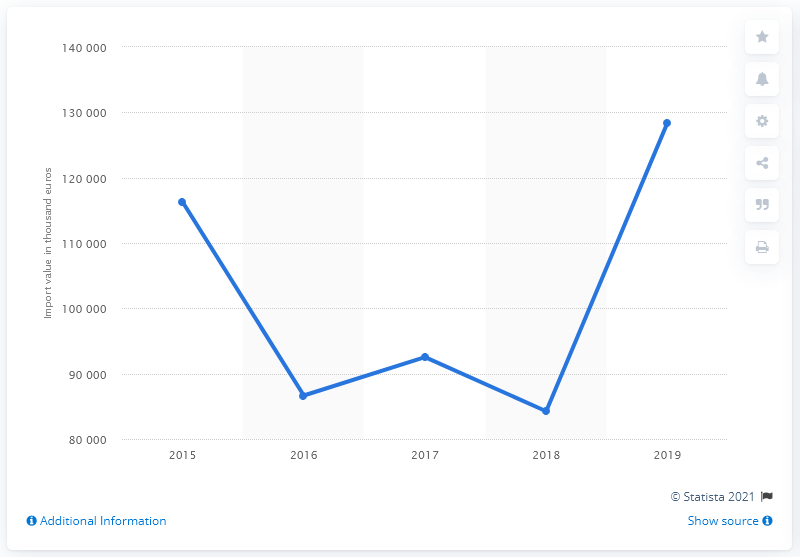 140 000
130 000
120 000
110 000
100 000
90 000
80 000
Import value in thousand euros
2015 2016 2017 2018 2019
© Statista 2021
Additional Information Show source